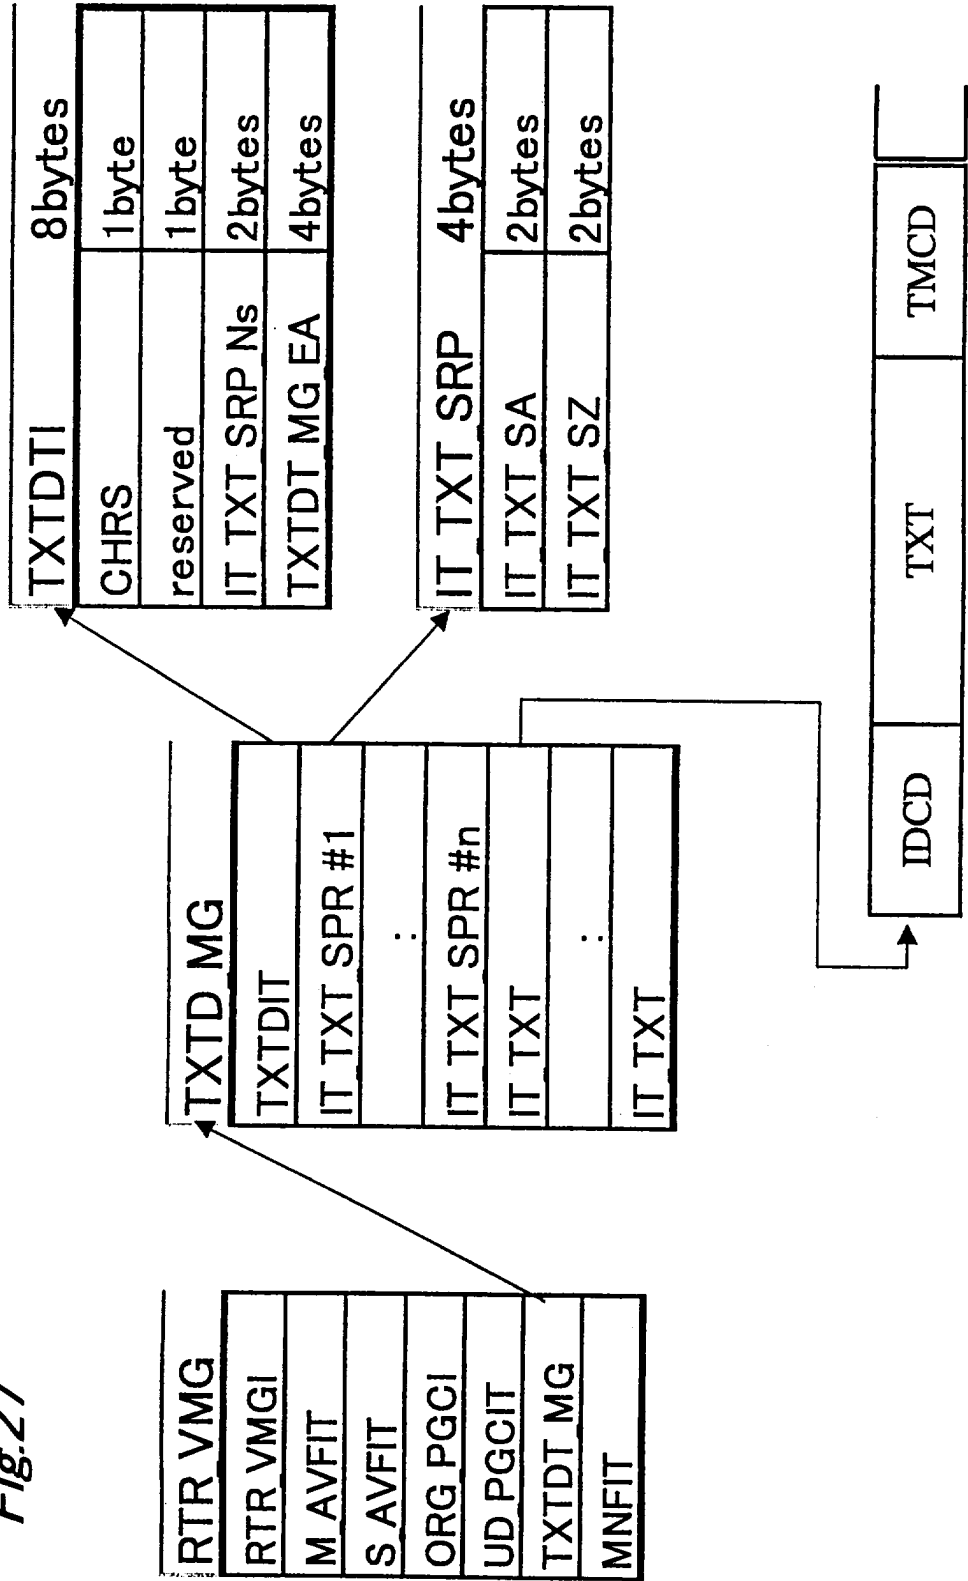 Fig.27
RTR VMG
RTR VMGI
M AVFIT
S AVFIT
ORG PGCI
UD PGCIT
TXTDT MG
MNFIT
TXTD MG
TXTDIT
IT TXT SPR #1
:
IT TXT SPR #n
IT TXT
:
IT TXT
TXTDTI 8bytes
CHRS 1byte
reserved 1byte
IT TXT SRP Ns 2bytes
TXTDT MG EA 4bytes
IT TXT SRP 4bytes
IT TXT SA 2bytes
IT TXT SZ 2bytes
IDCD TXT TMCD